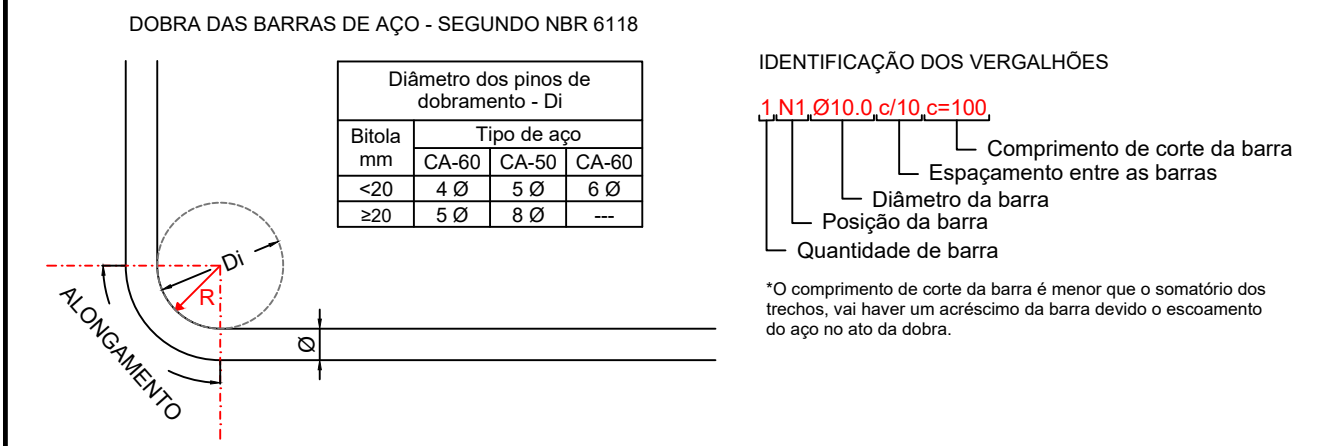 DOBRA DAS BARRAS DE AÇO - SEGUNDO NBR 6118
Diâmetro dos pinos de
dobramento - Di
Bitola
mm
Tipo de aço
CA-60 CA-50 CA-60
<20 4 Ø 5 Ø 6 Ø
≥20 5 Ø 8 Ø ---
Di
R
ALONGAMENTO
Ø
IDENTIFICAÇÃO DOS VERGALHÕES
1 N1 Ø10.0 c/10 c=100
Comprimento de corte da barra
Espaçamento entre as barras
Diâmetro da barra
Posição da barra
Quantidade de barra
*O comprimento de corte da barra é menor que o somatório dos
trechos, vai haver um acréscimo da barra devido o escoamento
do aço no ato da dobra.